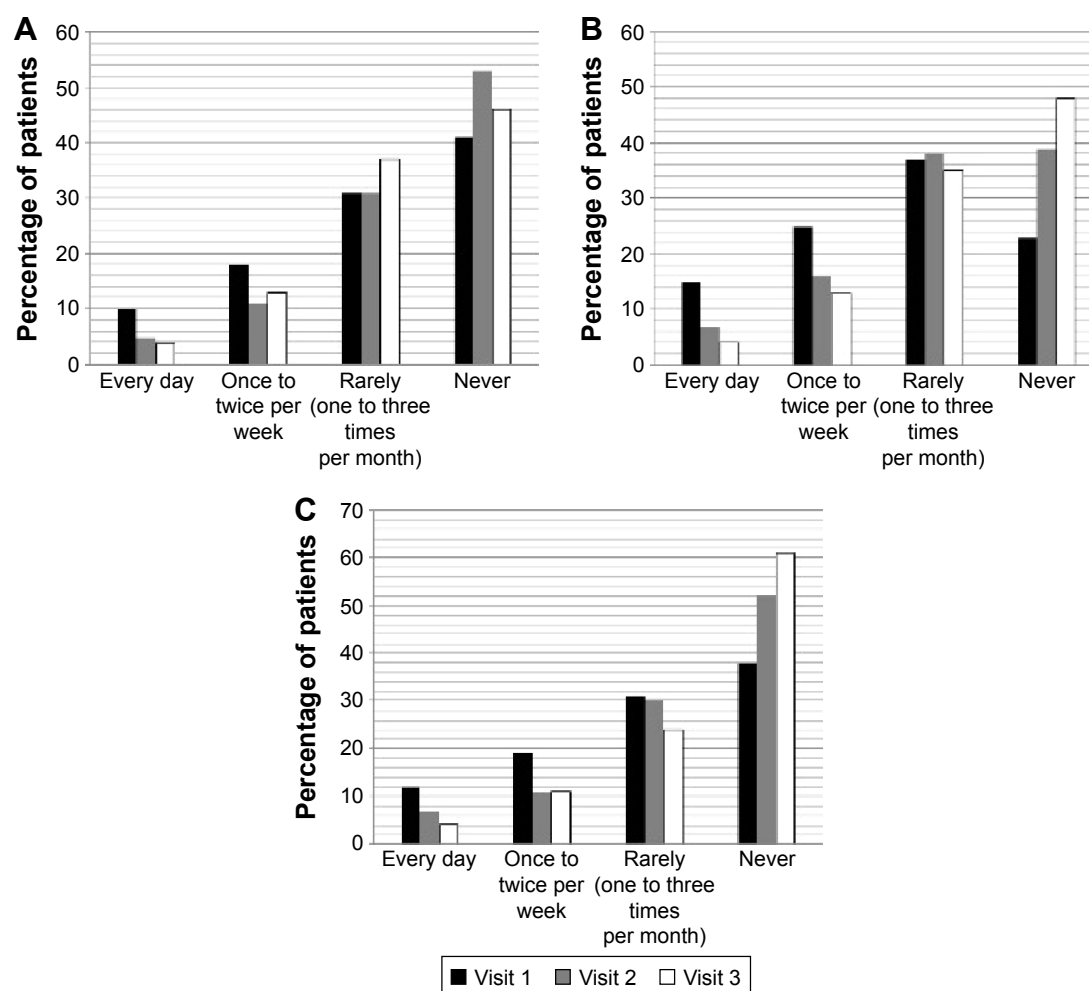 A
Percentage of patients
60
50
40
30
20
10
0
Every day
Once to
twice per
week
Rarely
(one to three
times
per month)
Never
B
Percentage of patients
60
50
40
30
20
10
0
Every day
Once to
twice per
week
Rarely
(one to three
times
per month)
Never
C
Percentage of patients
70
60
50
40
30
20
10
0
Every day
Once to
twice per
week
Rarely
(one to three
times
per month)
Never
Visit 1 Visit 2 Visit 3